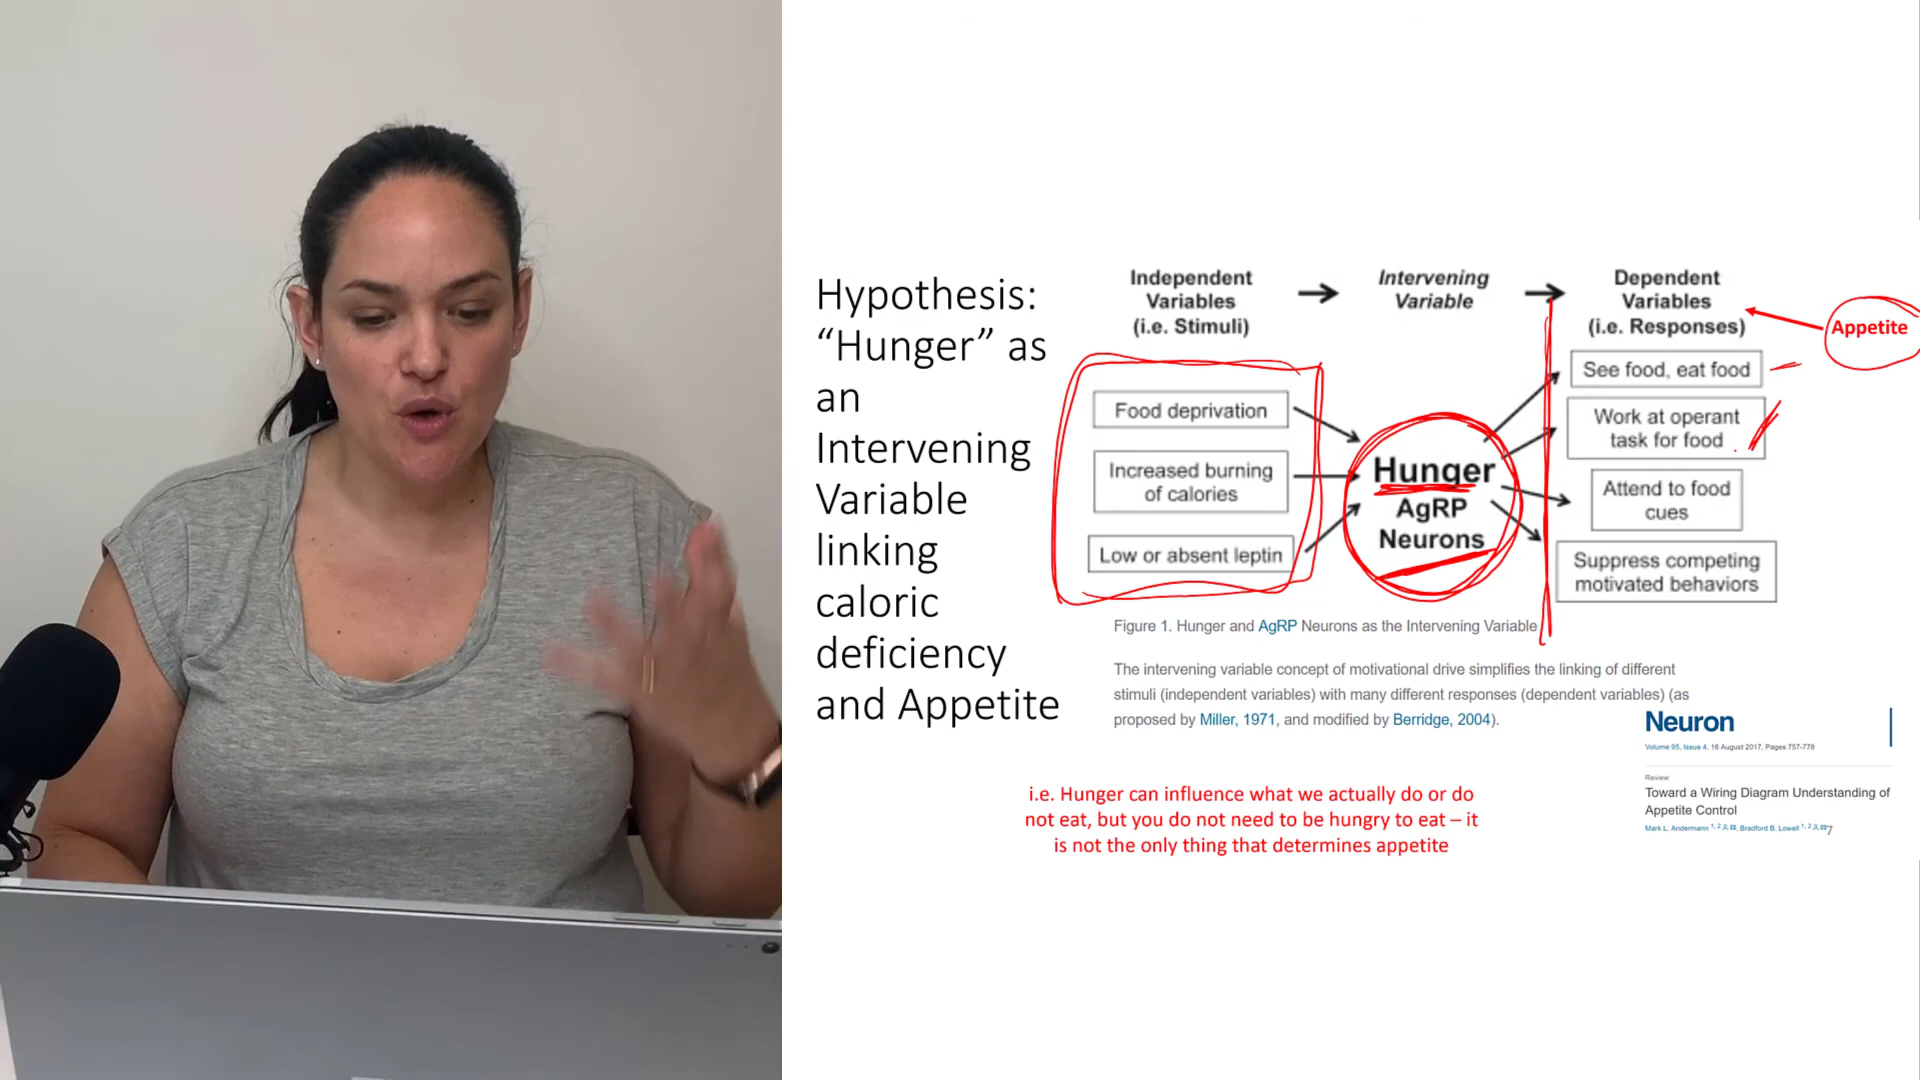 Hypothesis:
“Hunger” as
an
Intervening
Variable
linking
caloric
deficiency
and Appetite
Independent
Variables
(i.e. Stimuli)
Intervening
Variable
Dependent
Variables
(i.e. Responses)
Appetite
Food deprivation
Increased burning
of calories
Low or absent leptin
Hunger
AgRP
Neurons
See food, eat food
Work at operant
task for food
Attend to food
cues
Suppress competing
motivated behaviors
Figure 1. Hunger and AgRP Neurons as the Intervening Variable
The intervening variable concept of motivational drive simplifies the linking of different
stimuli (independent variables) with many different responses (dependent variables) (as
proposed by Miller, 1971, and modified by Berridge, 2004).
i.e. Hunger can influence what we actually do or do
not eat, but you do not need to be hungry to eat – it
is not the only thing that determines appetite
Neuron
Volume 95, Issue 4, 16 August 2017, Pages 757-778
Review
Toward a Wiring Diagram Understanding of
Appetite Control
Mark L. Andermann 1, 2, Bradford B. Lowell 1, 2
7